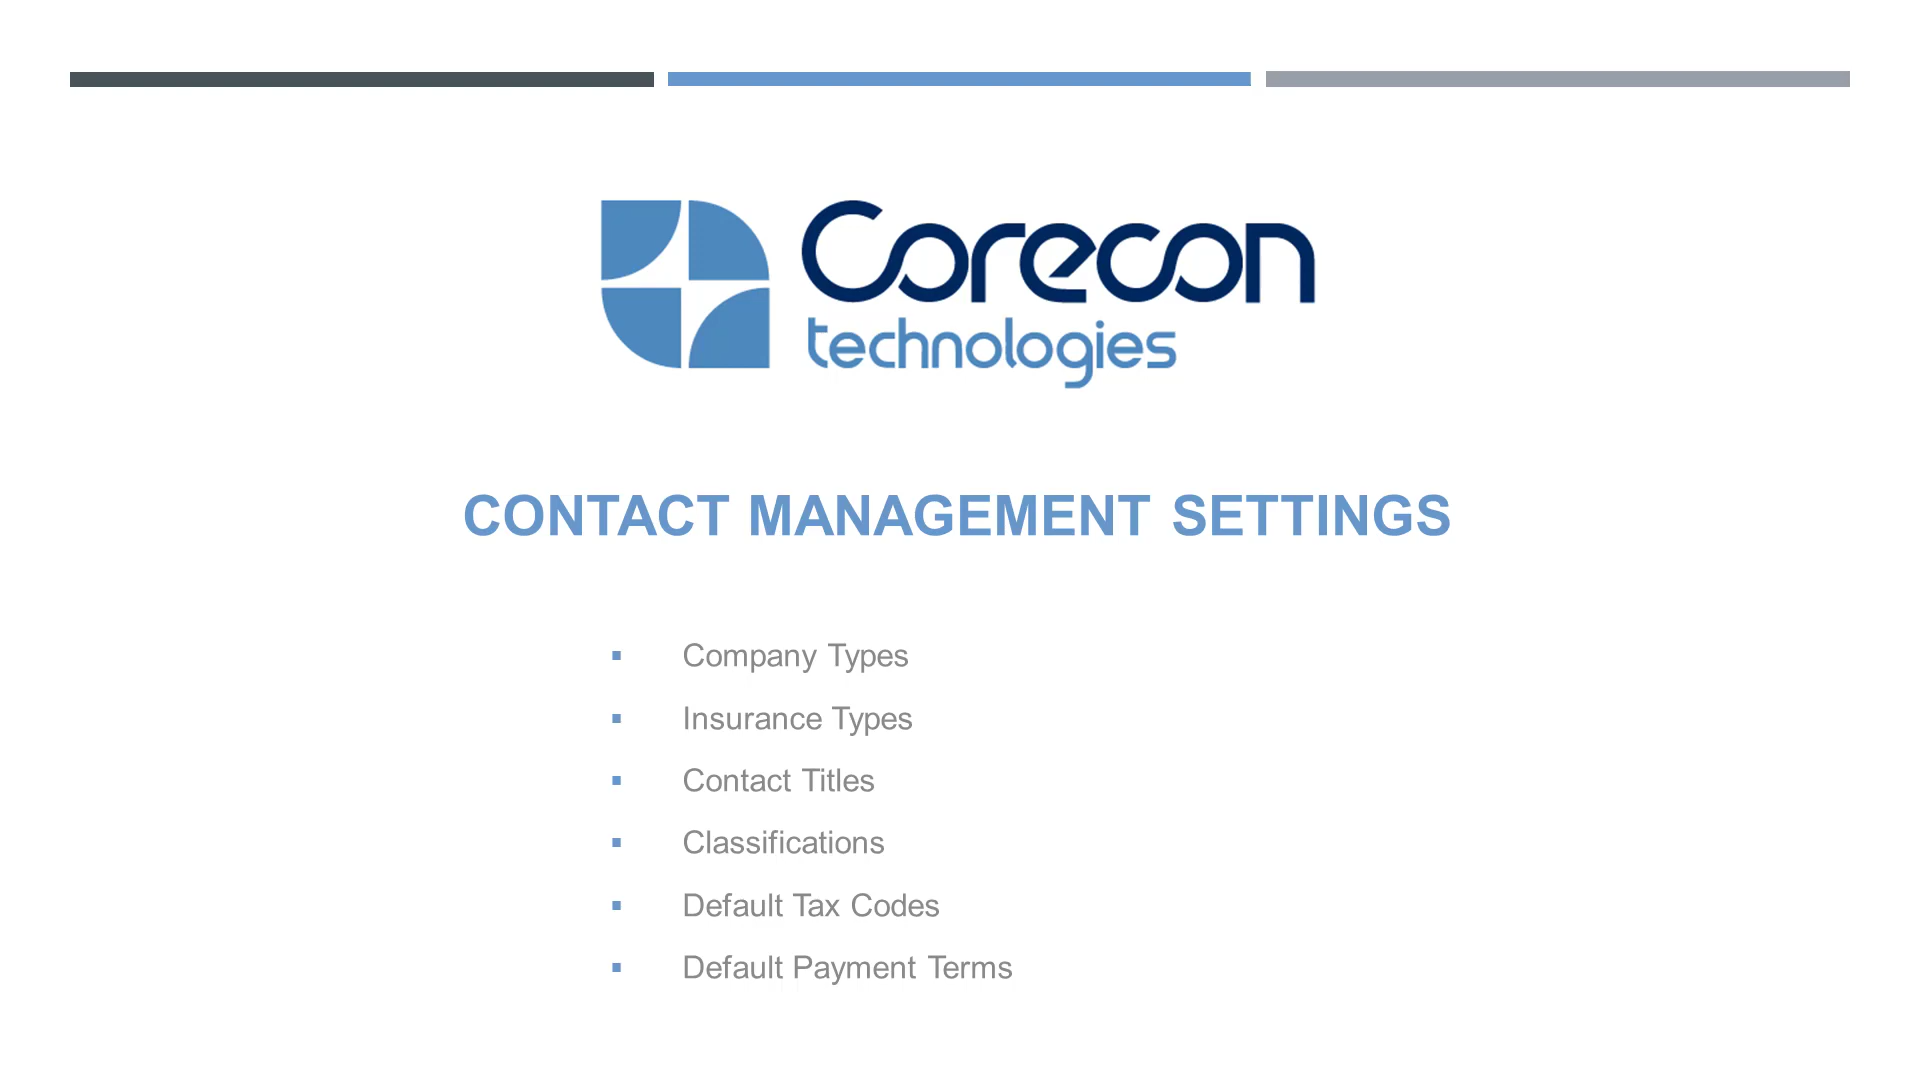 Corecon
technologies
CONTACT MANAGEMENT SETTINGS
▪ Company Types
▪ Insurance Types
▪ Contact Titles
▪ Classifications
▪ Default Tax Codes
▪ Default Payment Terms